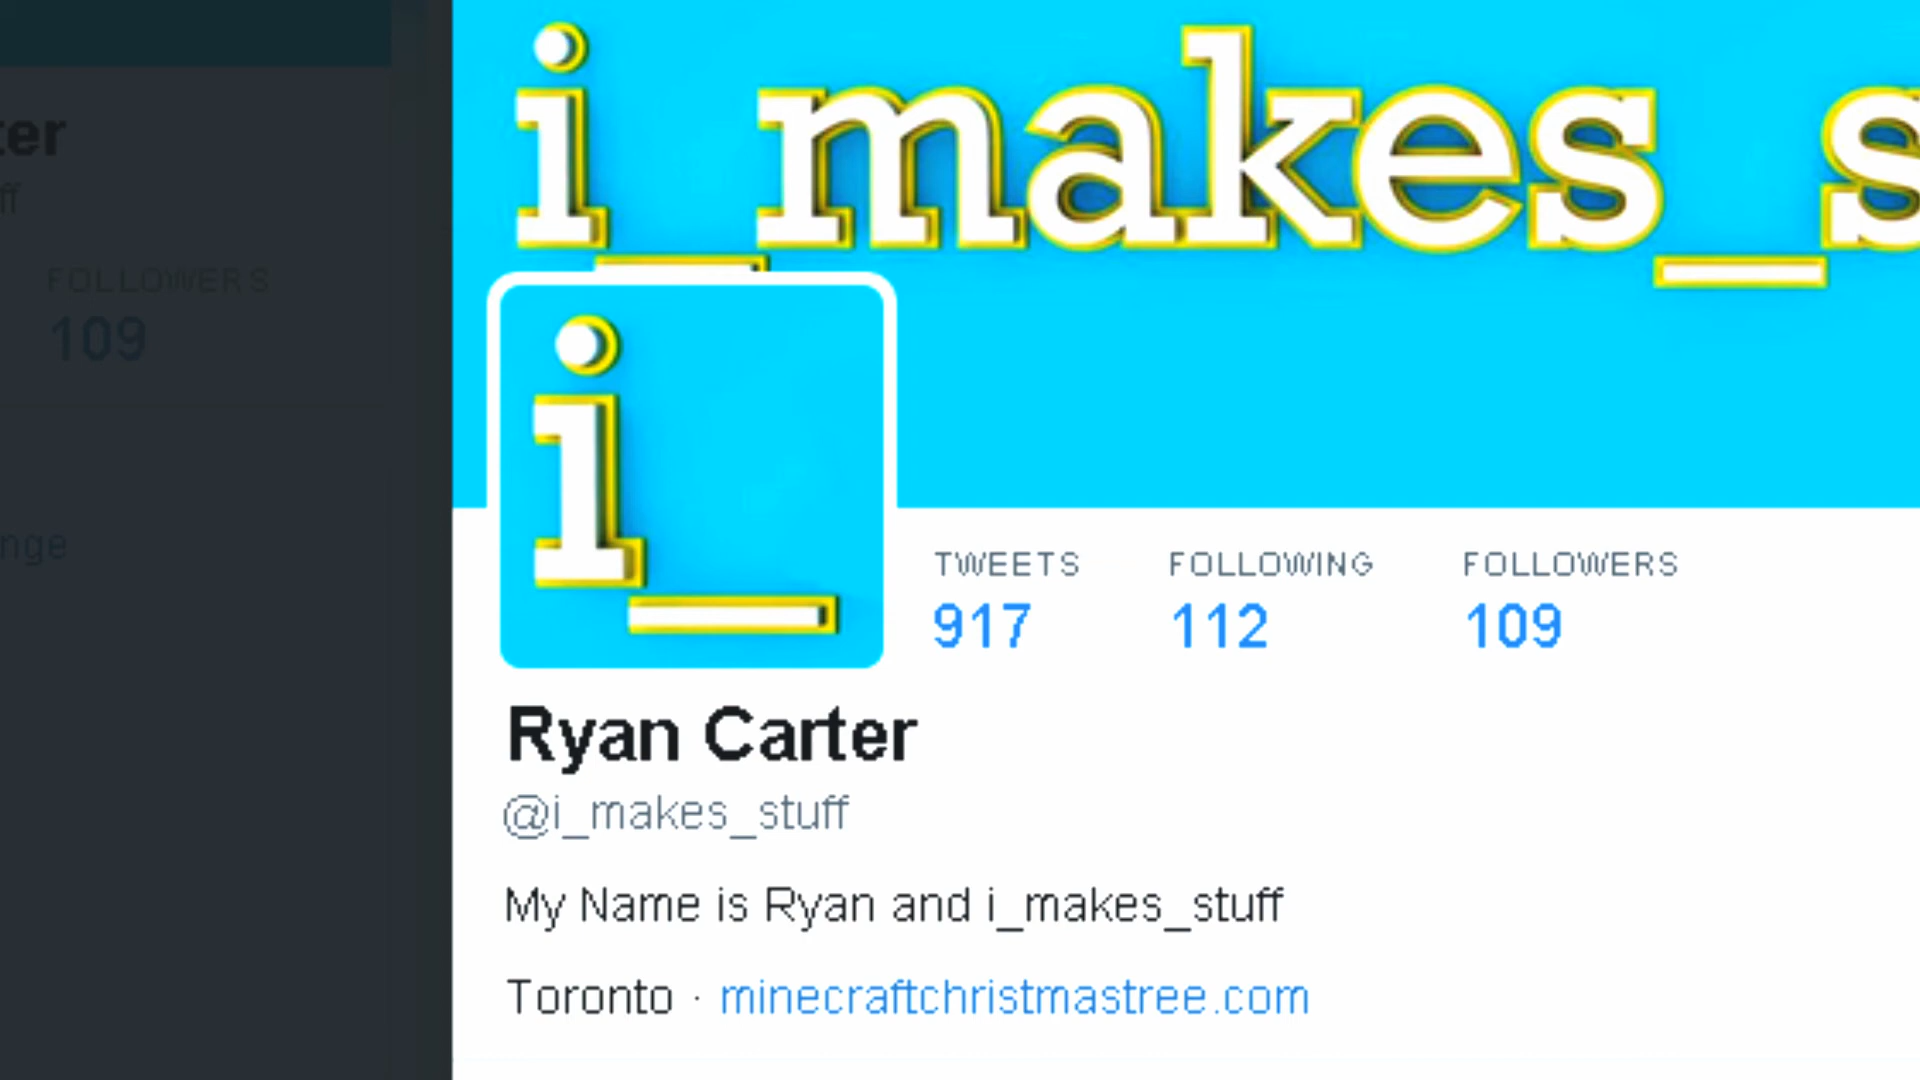 ter
ff
FOLLOWERS
109
nge
i_makes_s
i_
TWEETS FOLLOWING FOLLOWERS
917 112 109
Ryan Carter
@i_makes_stuff
My Name is Ryan and i_makes_stuff
Toronto · minecraftchristmastree.com